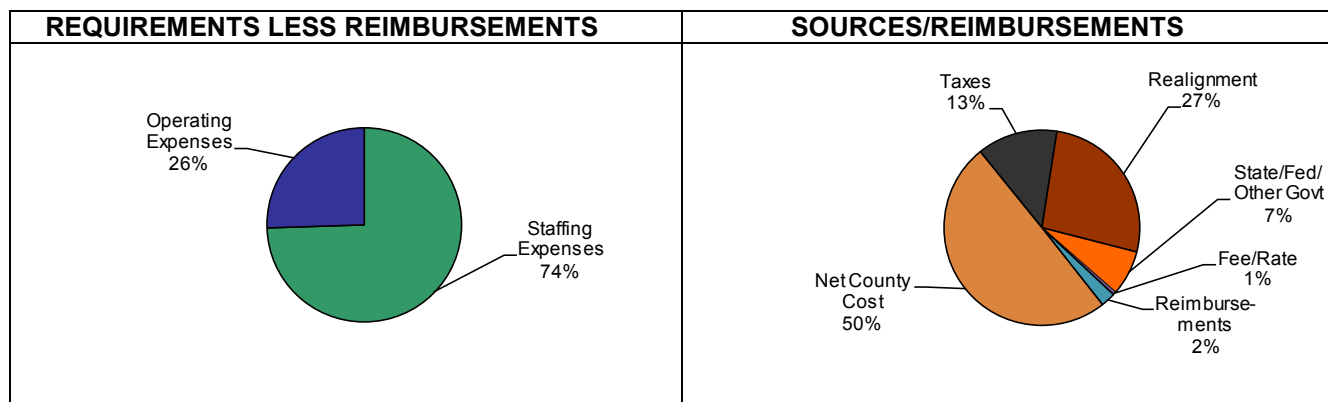 REQUIREMENTS LESS REIMBURSEMENTS
Operating
Expenses
26%
Staffing
Expenses
74%
SOURCES/REIMBURSEMENTS
Taxes
13%
Realignment
27%
State/Fed/
Other Govt
7%
Fee/Rate
1%
Reimburse-
ments
2%
Net County
Cost
50%